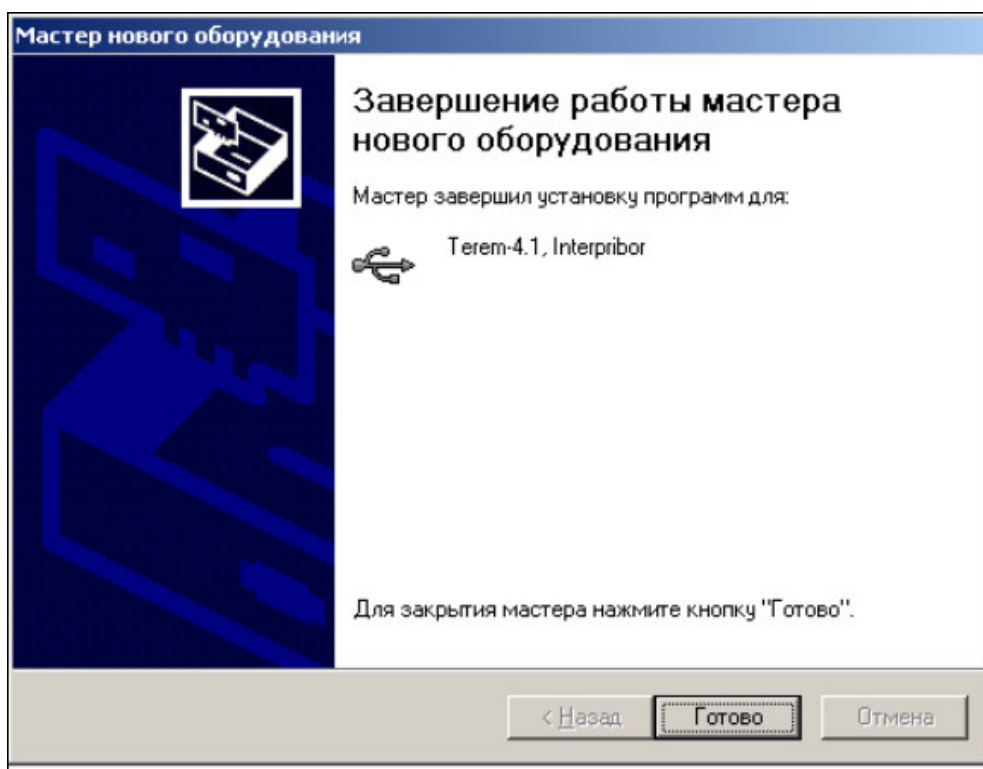 Мастер нового оборудования
Завершение работы мастера
нового оборудования
Мастер завершил установку программ для:
Terem-4.1, Interpribor
Для закрытия мастера нажмите кнопку "Готово".
< Назад
Готово
Отмена